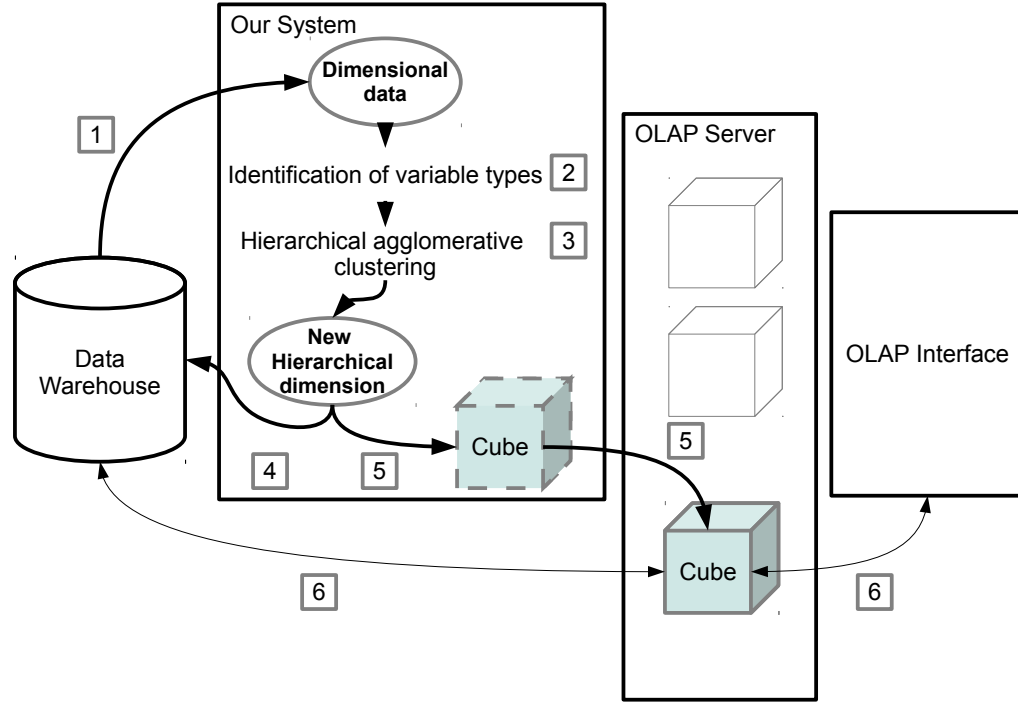 Our System
Dimensional
data
1
Identification of variable types
2
Hierarchical agglomerative
clustering
3
New
Hierarchical
dimension
Data
Warehouse
4
5
Cube
OLAP Server
5
Cube
OLAP Interface
6
6